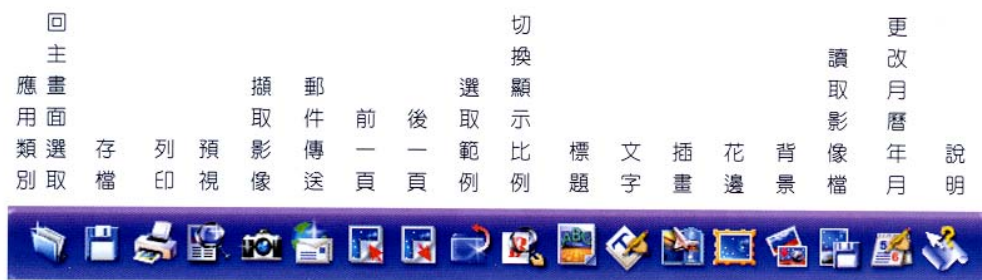 回主畫面選取
應用類別
存檔
列印
預視
擷取影像
郵件傳送
前一頁
後一頁
選取範例
切換顯示比例
標題
文字
插畫
花邊
背景
讀取影像檔
更改月曆年月
說明
ABC
T
5
6